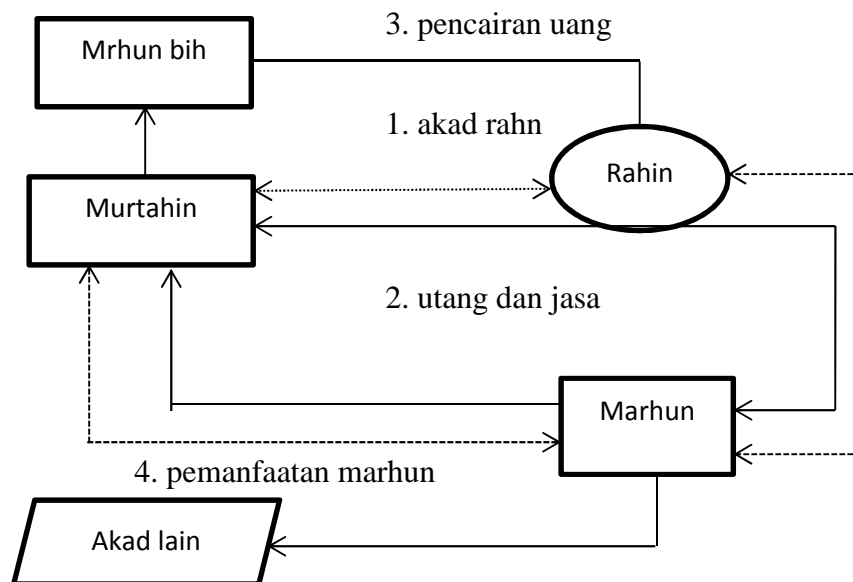 3. pencairan uang
Mrhun bih
1. akad rahn
Rahin
Murtahin
2. utang dan jasa
Marhun
4. pemanfaatan marhun
Akad lain